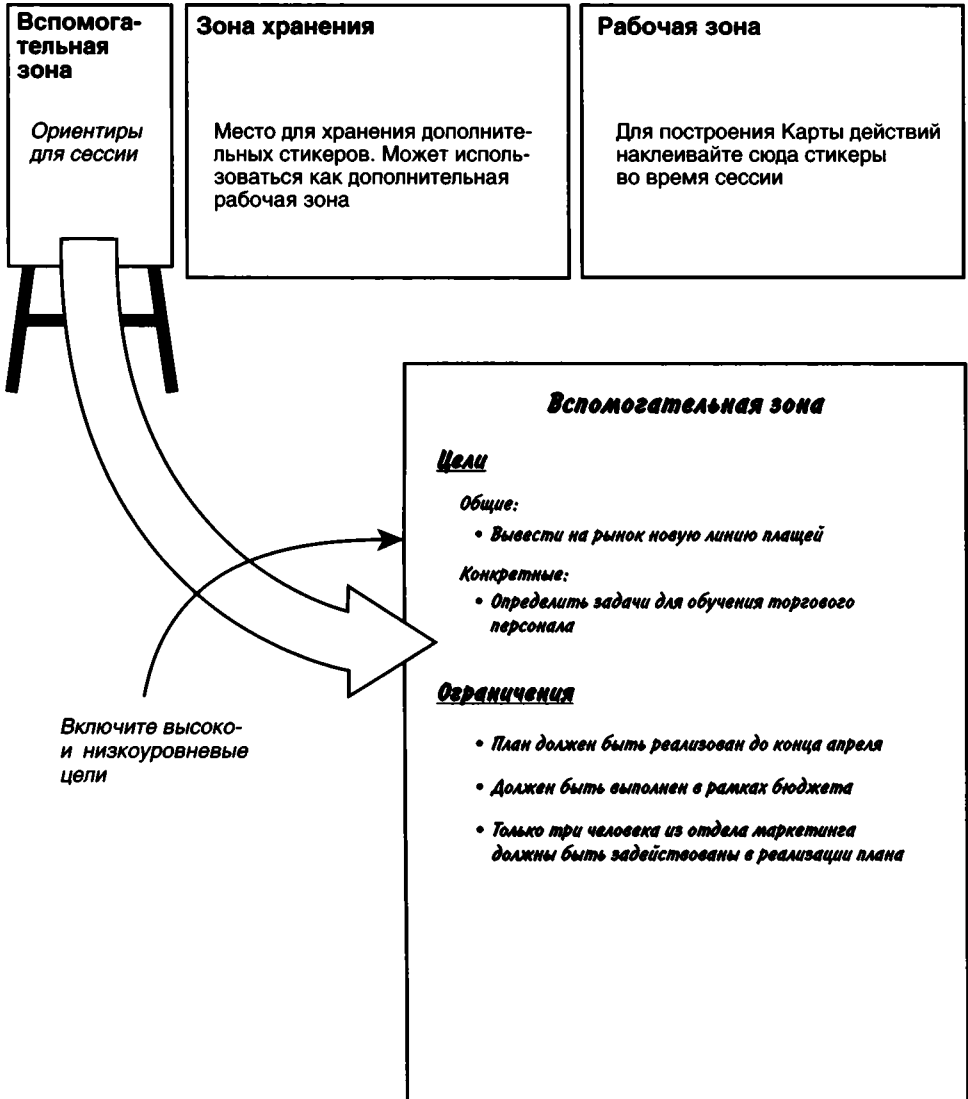 Вспомога-
тельная
зона
Ориентиры
для сессии
Зона хранения
Место для хранения дополните-
льных стикеров. Может исполь-
зоваться как дополнительная
рабочая зона
Рабочая зона
Для построения Карты действий
наклеивайте сюда стикеры
во время сессии
Вспомогательная зона
Цели
Общие:
• Вывести на рынок новую линию плащей
Конкретные:
• Определить задачи для обучения торгового
персонала
Ограничения
• План должен быть реализован до конца апреля
• Должен быть выполнен в рамках бюджета
• Только три человека из отдела маркетинга
должны быть задействованы в реализации плана
Включите высоко-
и низкоуровневые
цели